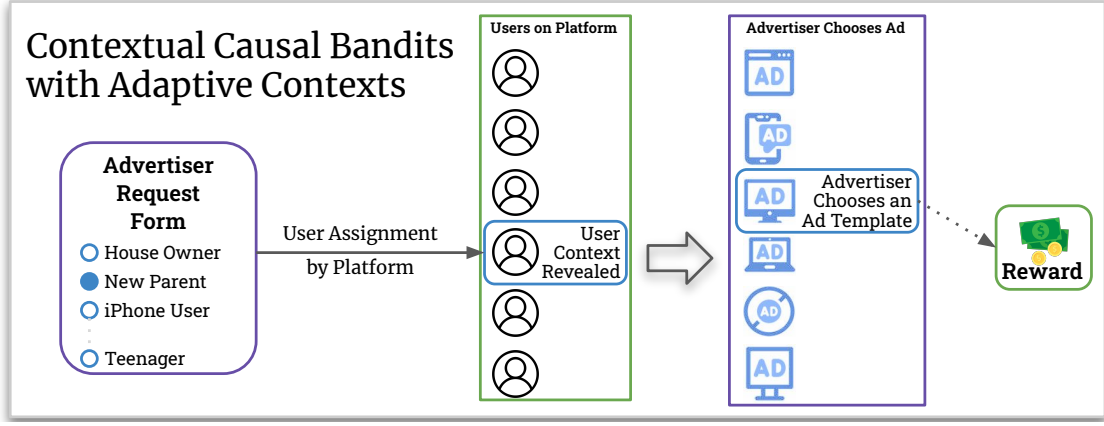 Contextual Causal Bandits
with Adaptive Contexts
Advertiser
Request
Form
House Owner
New Parent
iPhone User
Teenager
User Assignment
by Platform
Users on Platform
User
Context
Revealed
Advertiser Chooses Ad
AD
AD
Advertiser
Chooses an
Ad Template
AD
AD
AD
AD
$
Reward